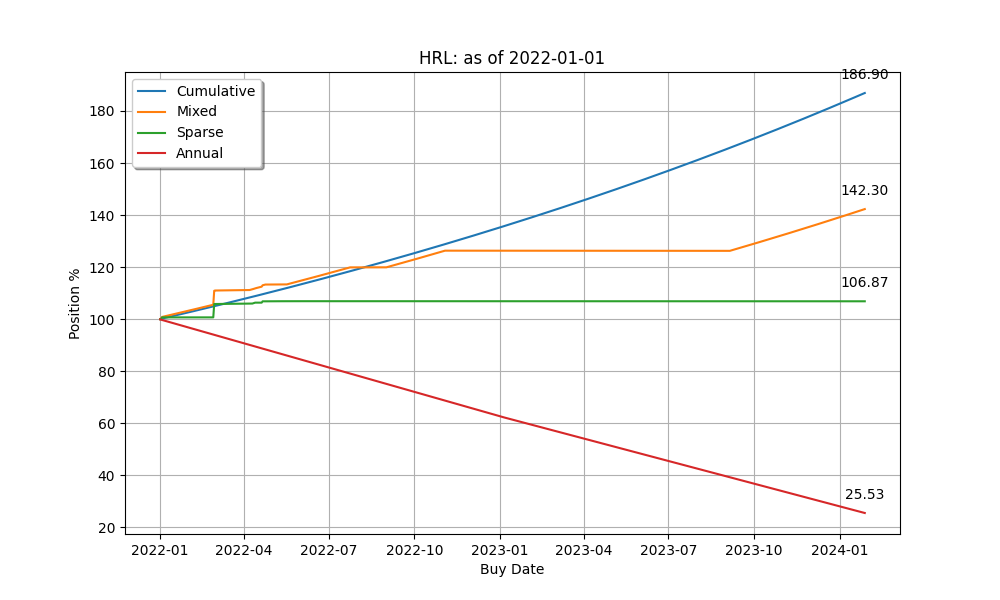 HRL: as of 2022-01-01
Cumulative
Mixed
Sparse
Annual
186.90
142.30
106.87
25.53
Position %
180
160
140
120
100
80
60
40
20
2022-01 2022-04 2022-07 2022-10 2023-01 2023-04 2023-07 2023-10 2024-01
Buy Date